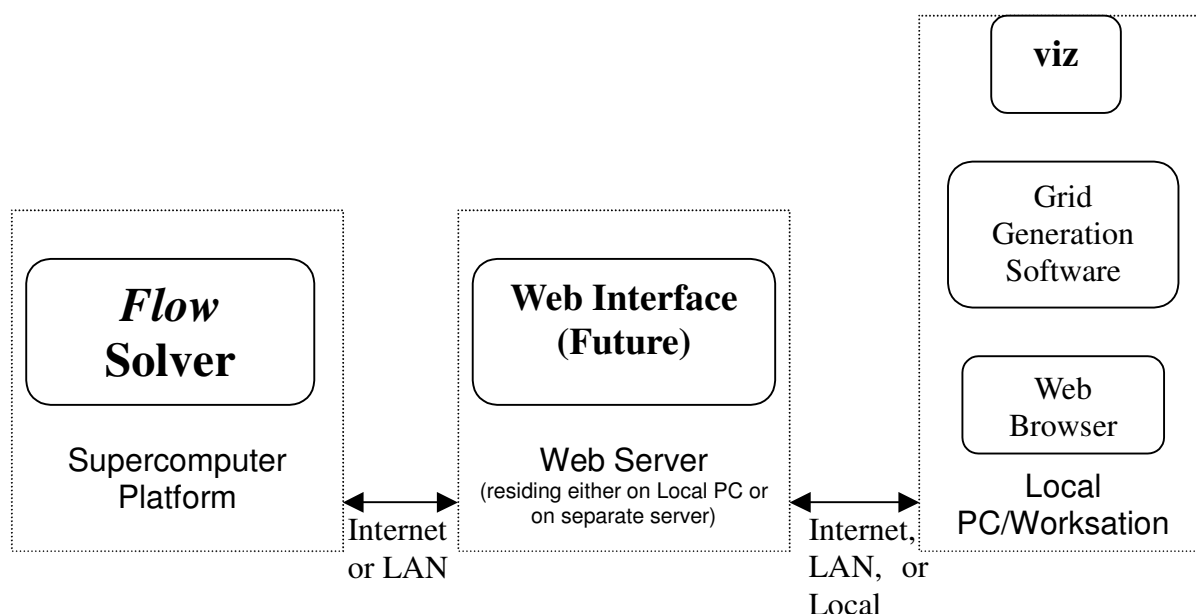 Flow
Solver
Supercomputer
Platform
Internet
or LAN
Web Interface
(Future)
Web Server
(residing either on Local PC or
on separate server)
Internet,
LAN, or
Local
viz
Grid
Generation
Software
Web
Browser
Local
PC/Worksation